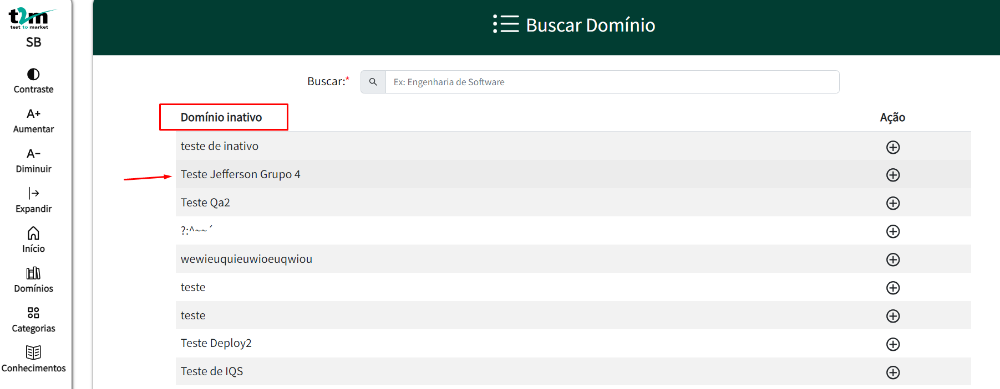 t2m
test to market
SB
Contraste
A+
Aumentar
A-
Diminuir
Expandir
Início
Domínios
Categorias
Conhecimentos
Buscar Domínio
Buscar:*
Ex: Engenharia de Software
Domínio inativo Ação
teste de inativo
Teste Jefferson Grupo 4
Teste Qa2
?:^~~´
wewieuquieuwioeuqwiou
teste
teste
Teste Deploy2
Teste de IQS